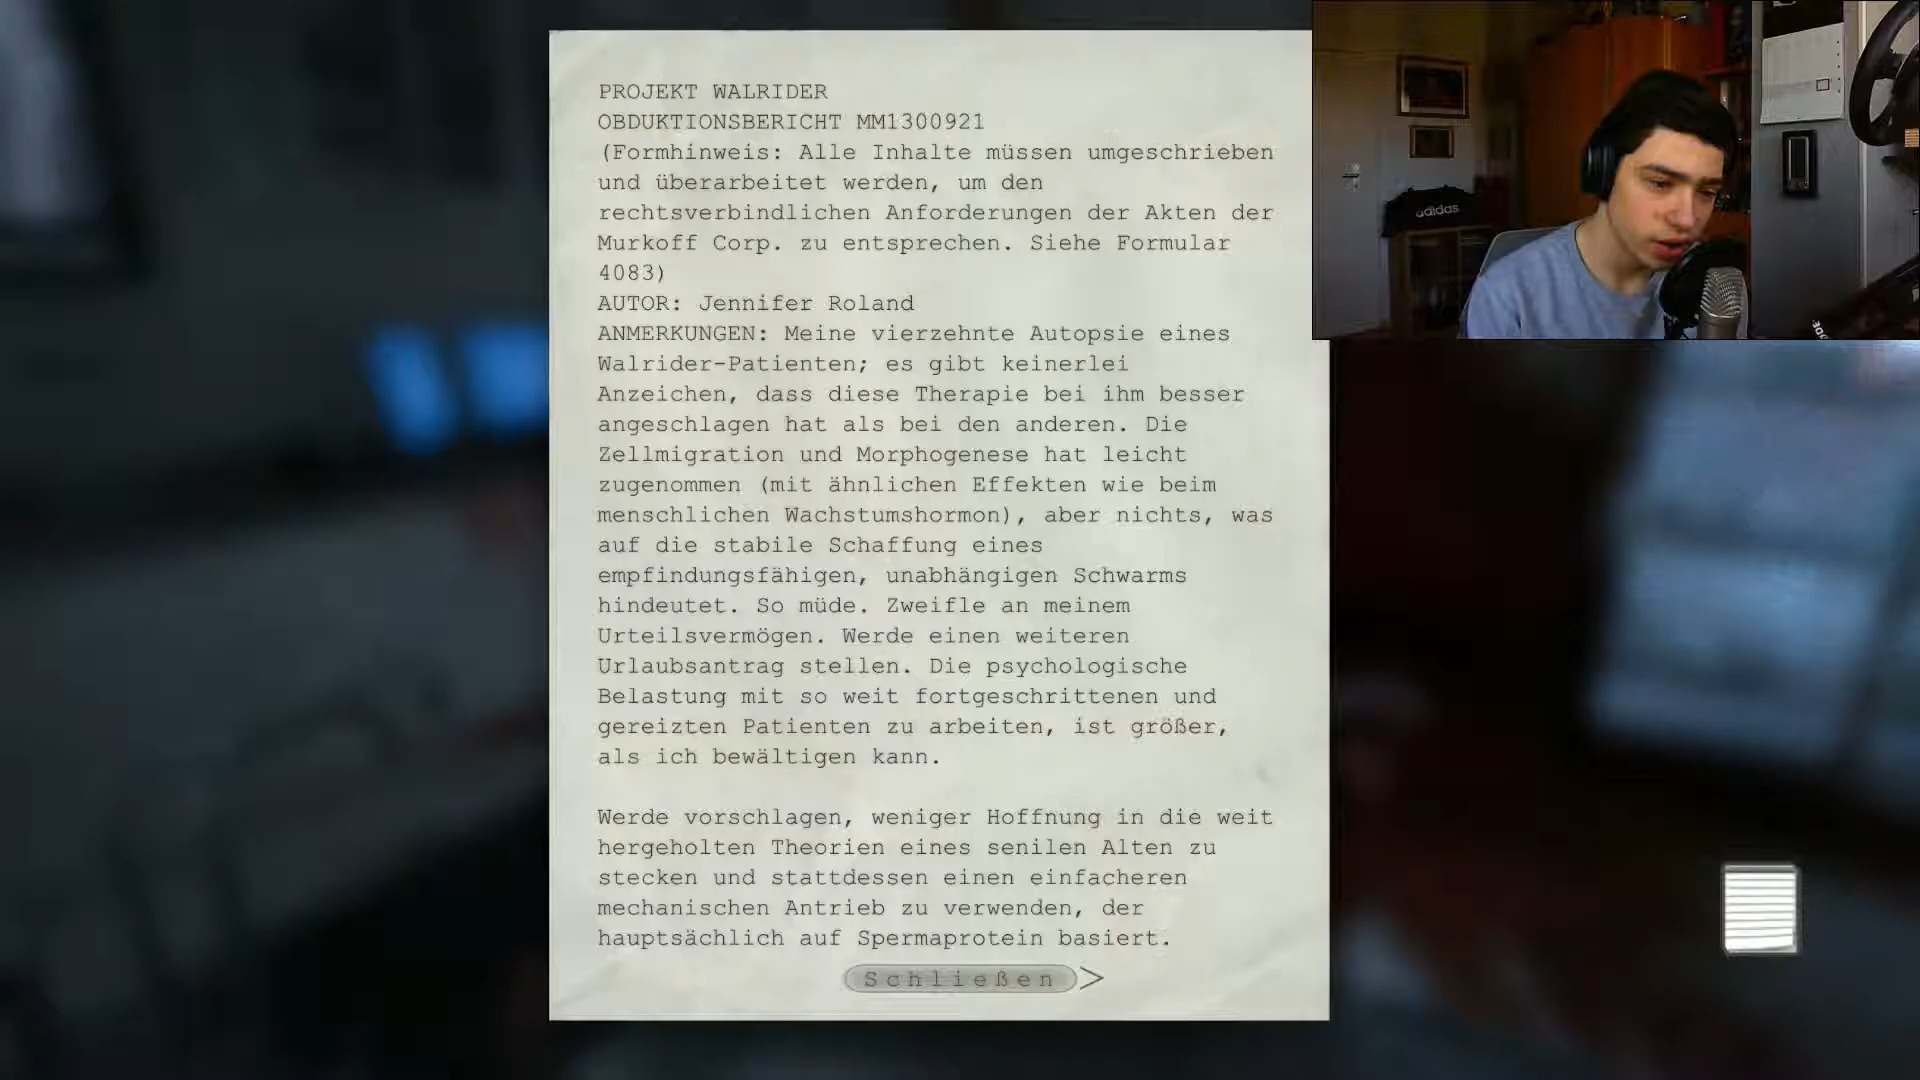 PROJEKT WALRIDER
OBDUKTIONSBERICHT MM1300921
(Formhinweis: Alle Inhalte müssen umgeschrieben
und überarbeitet werden, um den
rechtsverbindlichen Anforderungen der Akten der
Murkoff Corp. zu entsprechen. Siehe Formular
4083)
AUTOR: Jennifer Roland
ANMERKUNGEN: Meine vierzehnte Autopsie eines
Walrider-Patienten; es gibt keinerlei
Anzeichen, dass diese Therapie bei ihm besser
angeschlagen hat als bei den anderen. Die
Zellmigration und Morphogenese hat leicht
zugenommen (mit ähnlichen Effekten wie beim
menschlichen Wachstumshormon), aber nichts, was
auf die stabile Schaffung eines
empfindungsfähigen, unabhängigen Schwarms
hindeutet. So müde. Zweifle an meinem
Urteilsvermögen. Werde einen weiteren
Urlaubsantrag stellen. Die psychologische
Belastung mit so weit fortgeschrittenen und
gereizten Patienten zu arbeiten, ist größer,
als ich bewältigen kann.
Werde vorschlagen, weniger Hoffnung in die weit
hergeholten Theorien eines senilen Alten zu
stecken und stattdessen einen einfacheren
mechanischen Antrieb zu verwenden, der
hauptsächlich auf Spermaprotein basiert.
Schließen >
adidas